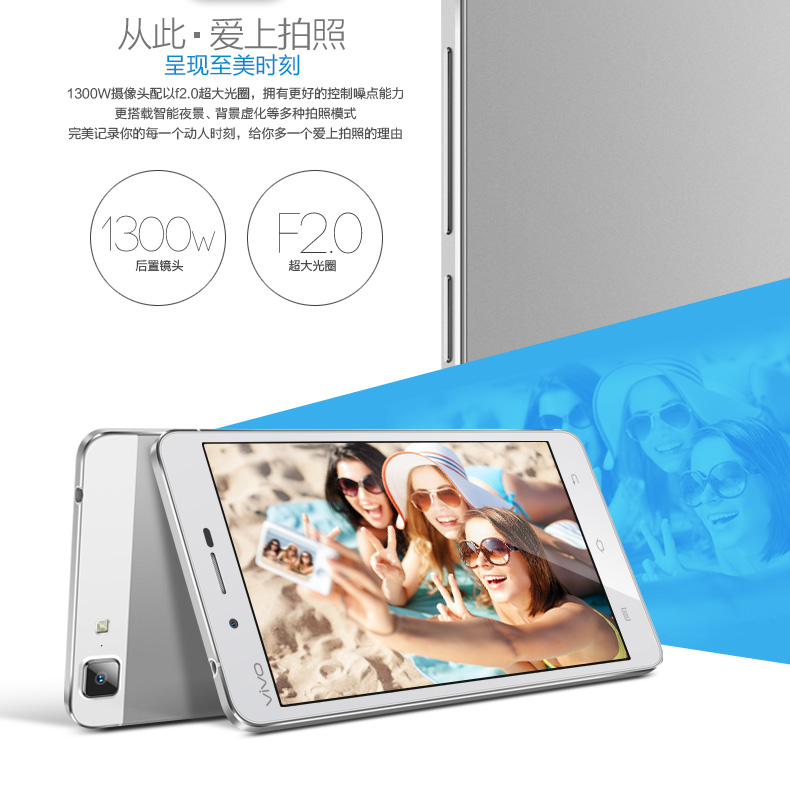 从此·爱上拍照
呈现至美时刻
1300W摄像头配以f2.0超大光圈，拥有更好的控制噪点能力
更搭载智能夜景、背景虚化等多种拍照模式
完美记录你的每一个动人时刻，给你多一个爱上拍照的理由
1300W
后置镜头
F2.0
超大光圈
vivo